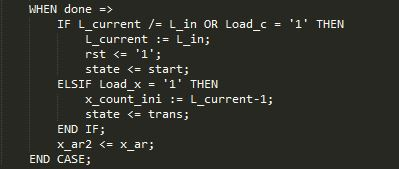 WHEN done =>
IF L_current /= L_in OR Load_c = '1' THEN
L_current := L_in;
rst <= '1';
state <= start;
ELSIF Load_x = '1' THEN
x_count_ini := L_current-1;
state <= trans;
END IF;
x_ar2 <= x_ar;
END CASE;